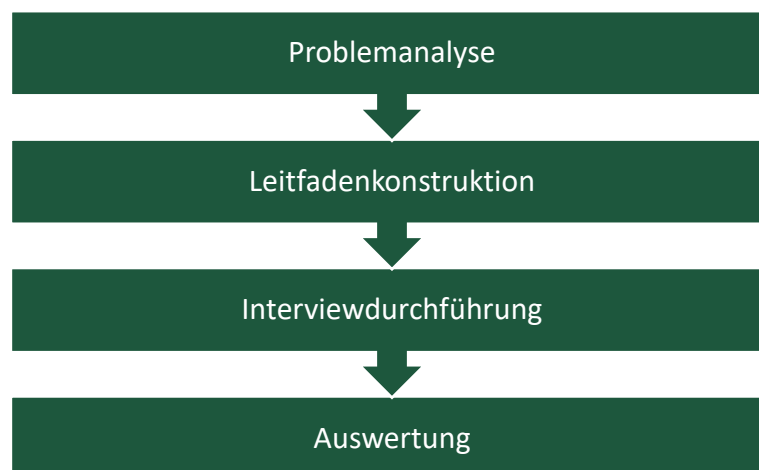 Problemanalyse
Leitfadenkonstruktion
Interviewdurchführung
Auswertung